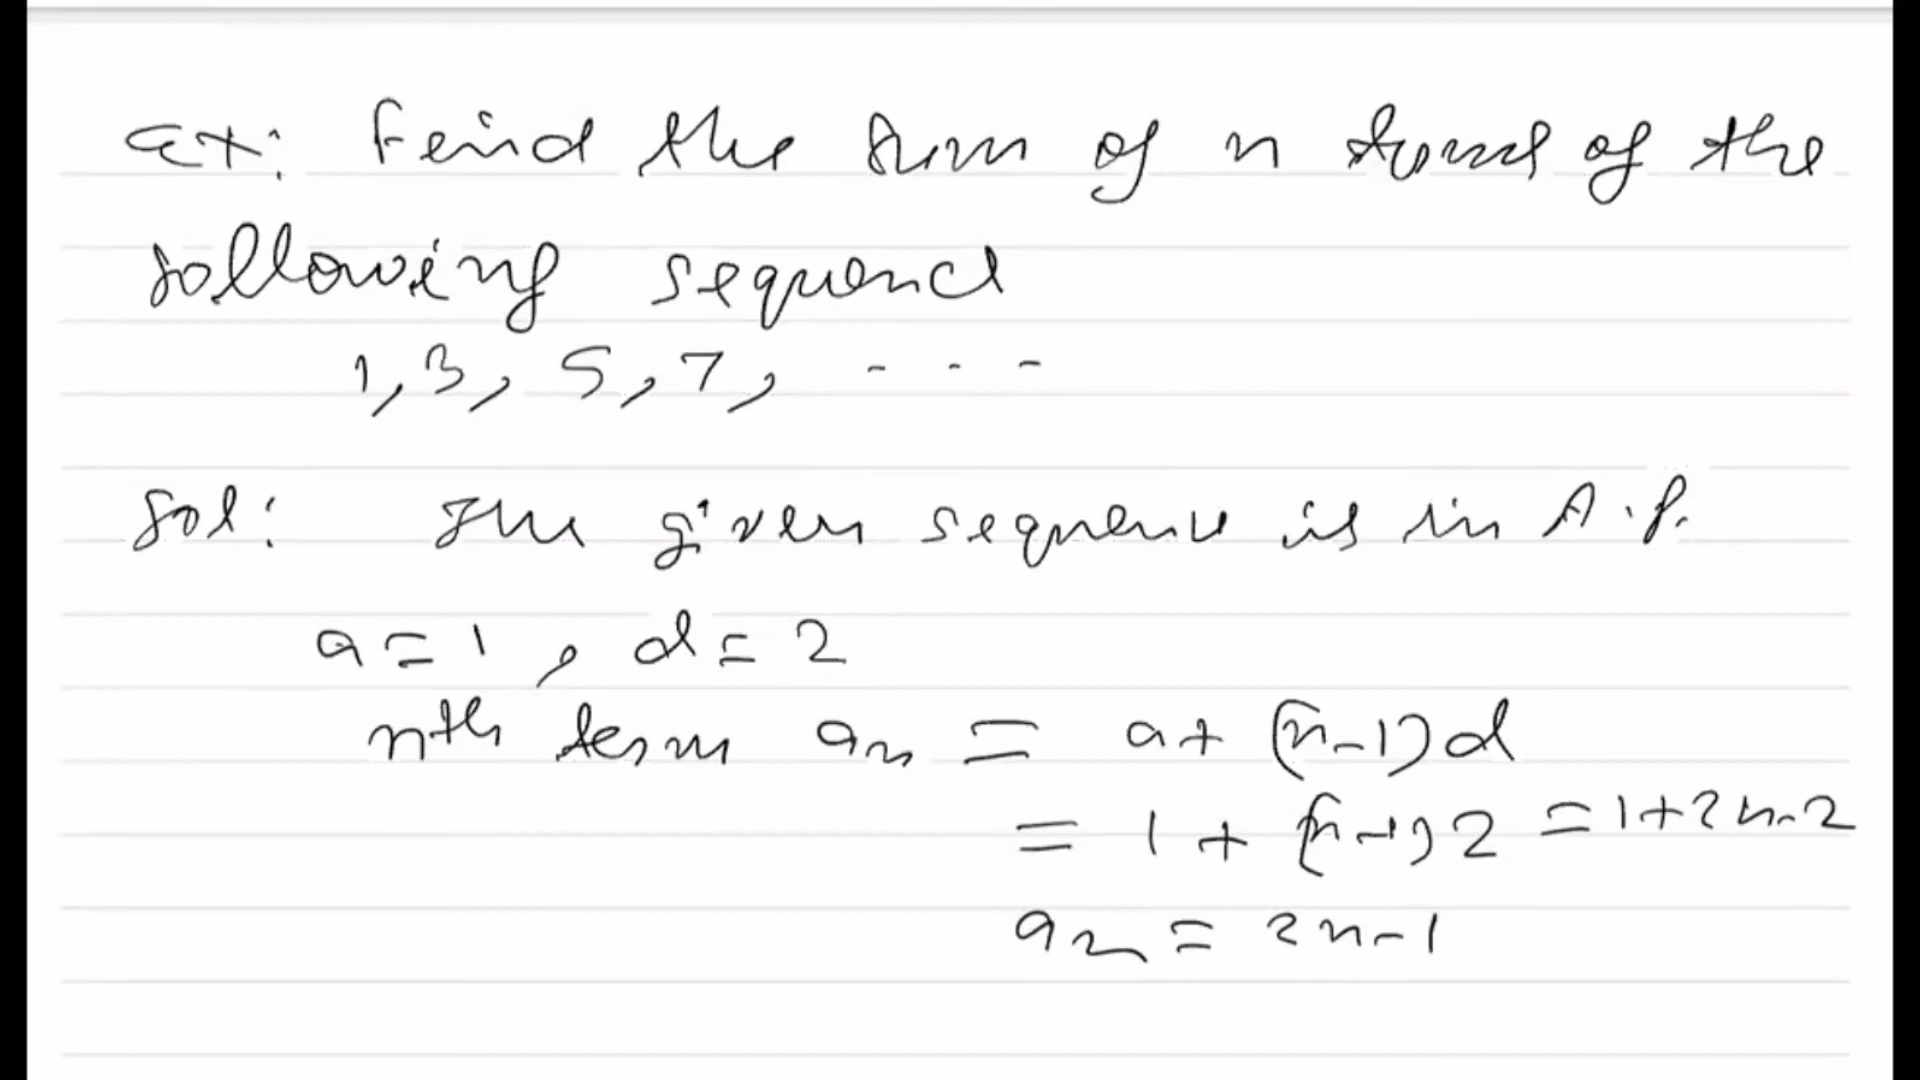 Ex: Find the sum of n terms of the
following sequence
1, 3, 5, 7, - - -
Sol: The given sequence is in A.P.
a = 1, d = 2
nth term aₙ = a + (n-1)d
= 1 + (n-1)2 = 1+2n-2
aₙ = 2n-1